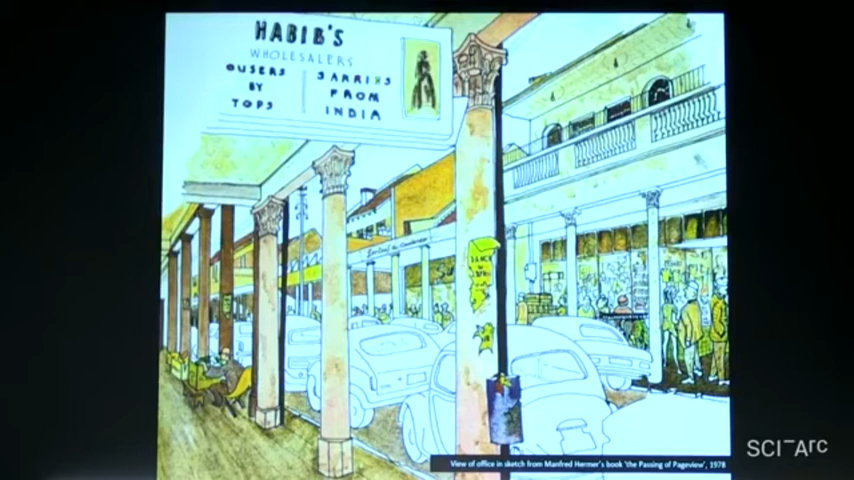 HABIB'S
WHOLESALERS
OUSERS
BY
TOPS
SARRIES
FROM
INDIA
DANCE
View of office in sketch from Manfred Hermer's book 'the Passing of Pageview', 1978
SCI-Arc